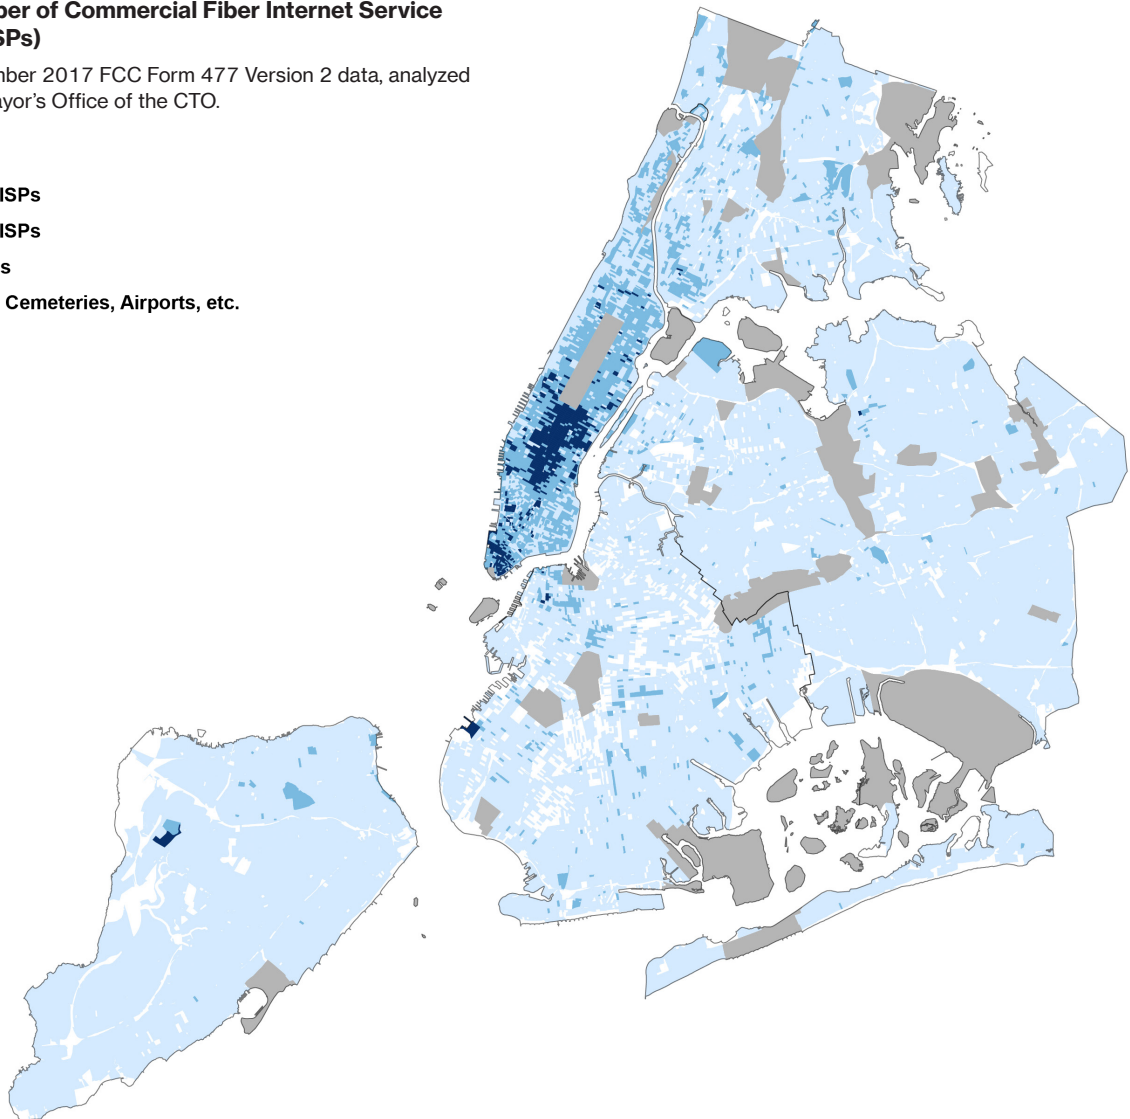 ber of Commercial Fiber Internet Service
SPs)
mber 2017 FCC Form 477 Version 2 data, analyzed
ayor’s Office of the CTO.
ISPs
ISPs
s
Cemeteries, Airports, etc.